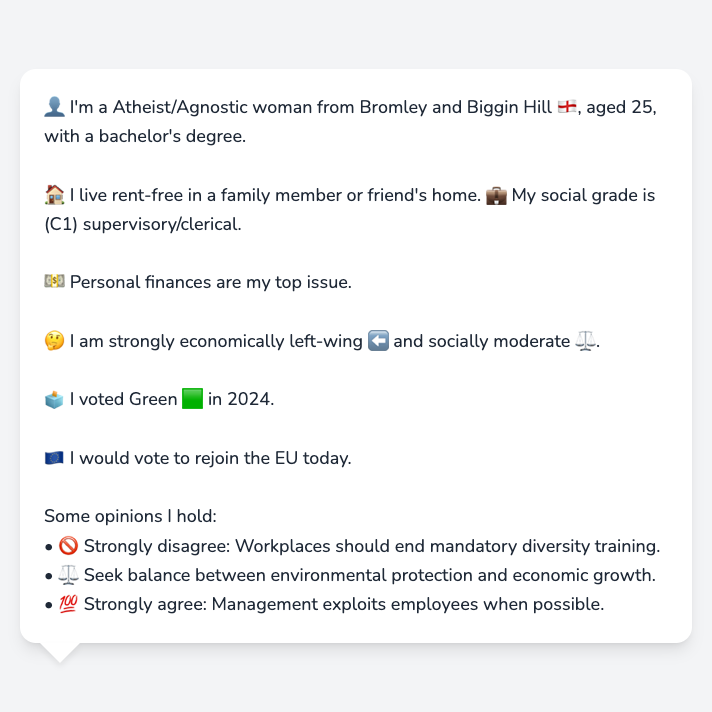 👤 I'm a Atheist/Agnostic woman from Bromley and Biggin Hill 🏴󠁧󠁢󠁥󠁮󠁧󠁿, aged 25,
with a bachelor's degree.
🏠 I live rent-free in a family member or friend's home. 💼 My social grade is
(C1) supervisory/clerical.
💵 Personal finances are my top issue.
🤔 I am strongly economically left-wing ⬅️ and socially moderate ⚖️.
🗳️ I voted Green 🟩 in 2024.
🇪🇺 I would vote to rejoin the EU today.
Some opinions I hold:
• 🚫 Strongly disagree: Workplaces should end mandatory diversity training.
• ⚖️ Seek balance between environmental protection and economic growth.
• 💯 Strongly agree: Management exploits employees when possible.